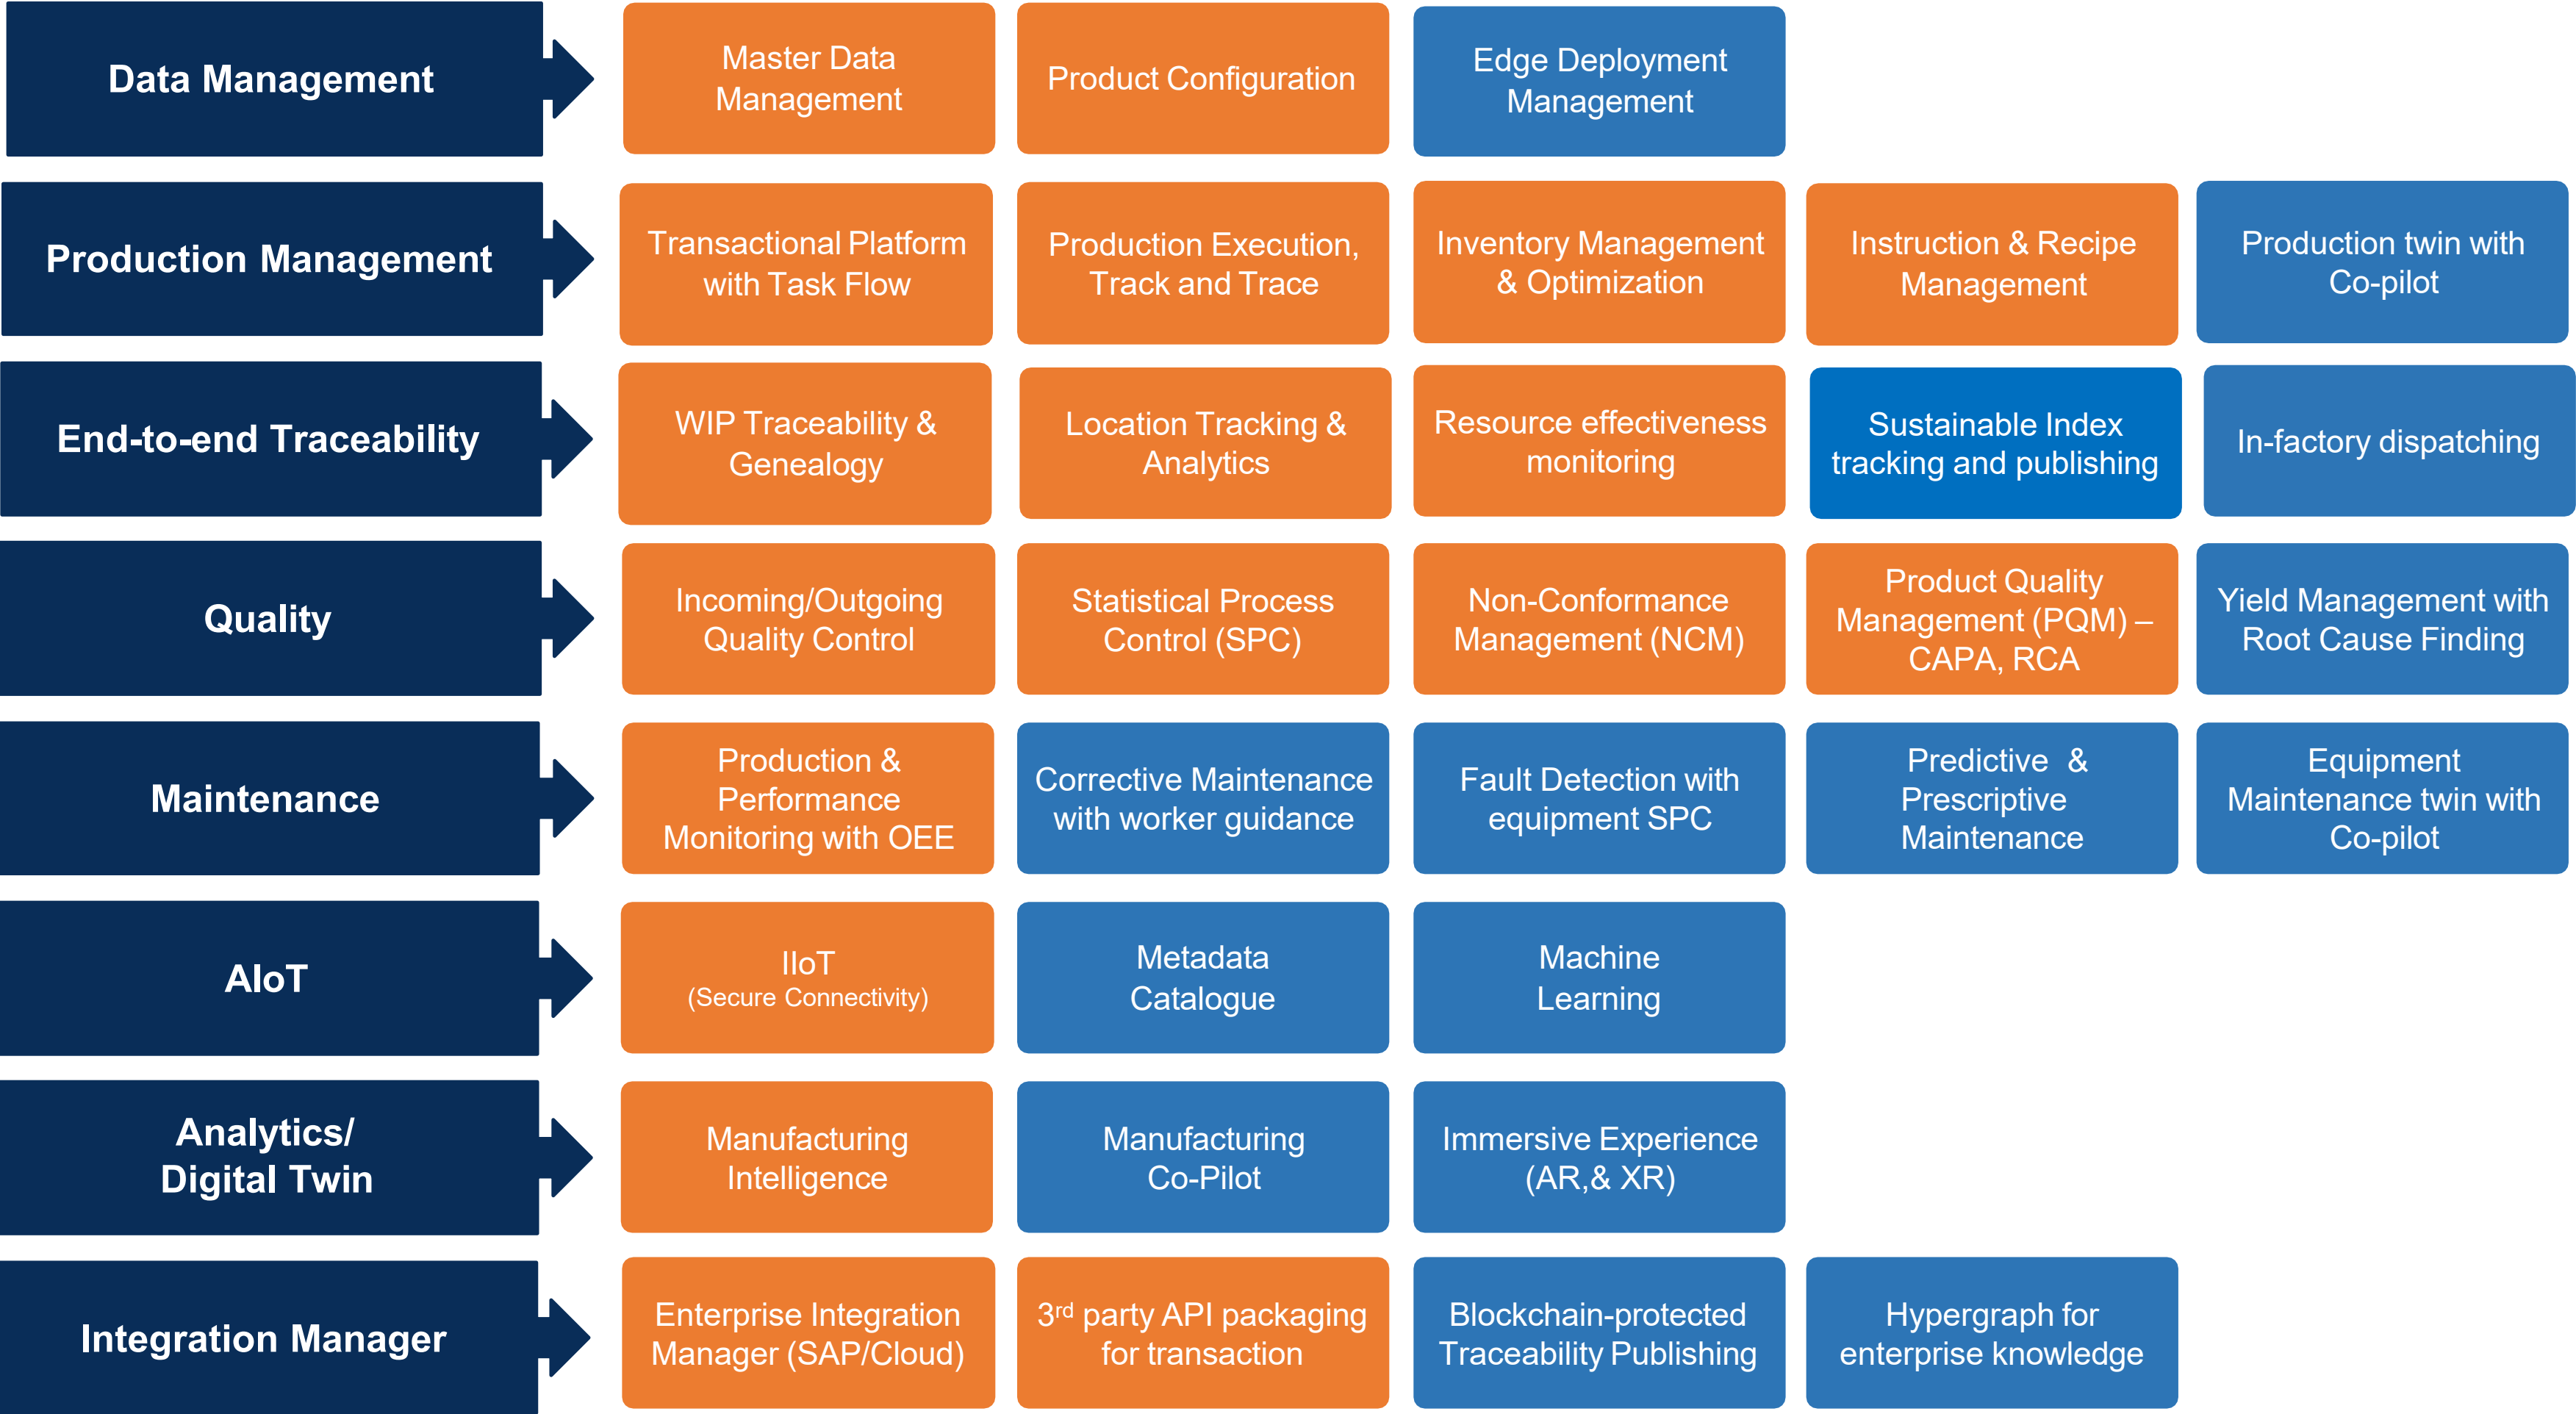 Data Management
Master Data
Management
Product Configuration
Edge Deployment
Management
Production Management
Transactional Platform
with Task Flow
Production Execution,
Track and Trace
Inventory Management
& Optimization
Instruction & Recipe
Management
Production twin with
Co-pilot
End-to-end Traceability
WIP Traceability &
Genealogy
Location Tracking &
Analytics
Resource effectiveness
monitoring
Sustainable Index
tracking and publishing
In-factory dispatching
Quality
Incoming/Outgoing
Quality Control
Statistical Process
Control (SPC)
Non-Conformance
Management (NCM)
Product Quality
Management (PQM) –
CAPA, RCA
Yield Management with
Root Cause Finding
Maintenance
Production &
Performance
Monitoring with OEE
Corrective Maintenance
with worker guidance
Fault Detection with
equipment SPC
Predictive &
Prescriptive
Maintenance
Equipment
Maintenance twin with
Co-pilot
AIoT
IIoT
(Secure Connectivity)
Metadata
Catalogue
Machine
Learning
Analytics/
Digital Twin
Manufacturing
Intelligence
Manufacturing
Co-Pilot
Immersive Experience
(AR,& XR)
Integration Manager
Enterprise Integration
Manager (SAP/Cloud)
3rd party API packaging
for transaction
Blockchain-protected
Traceability Publishing
Hypergraph for
enterprise knowledge